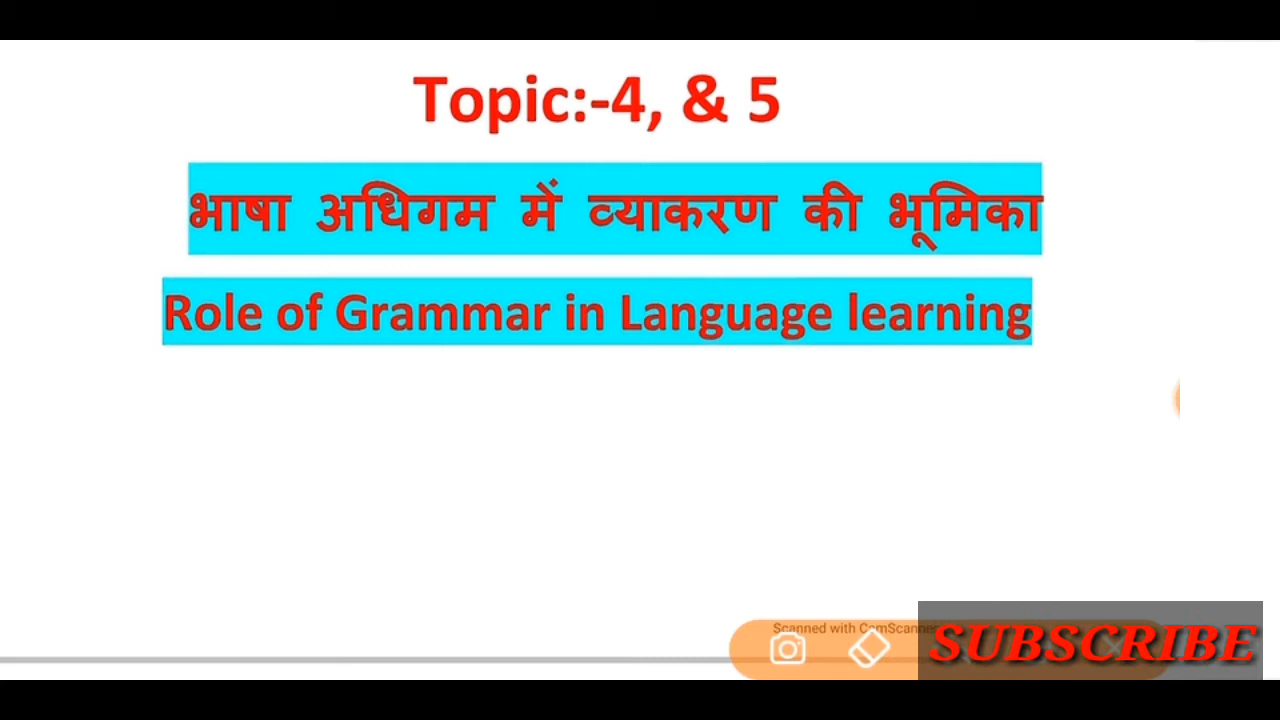 Topic:-4, & 5
भाषा अधिगम में व्याकरण की भूमिका
Role of Grammar in Language learning
Scanned with CamScanner
SUBSCRIBE